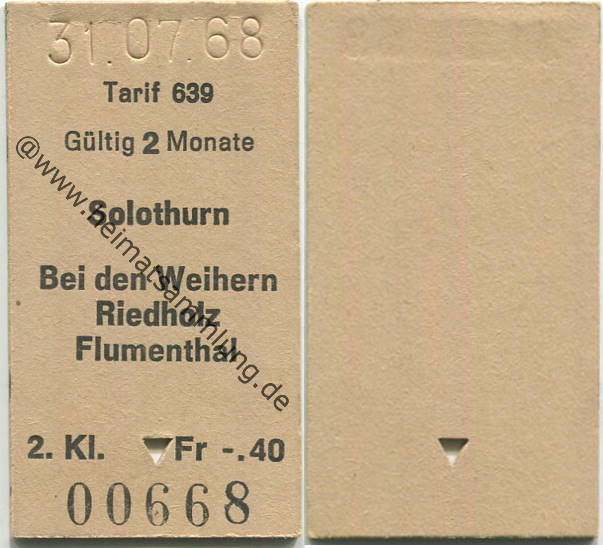 31.07.68
Tarif 639
Gültig 2 Monate
Solothurn
Bei den Weihern
Riedholz
Flumenthal
2. Kl. Fr -.40
00668
@www.heimatsammlung.de